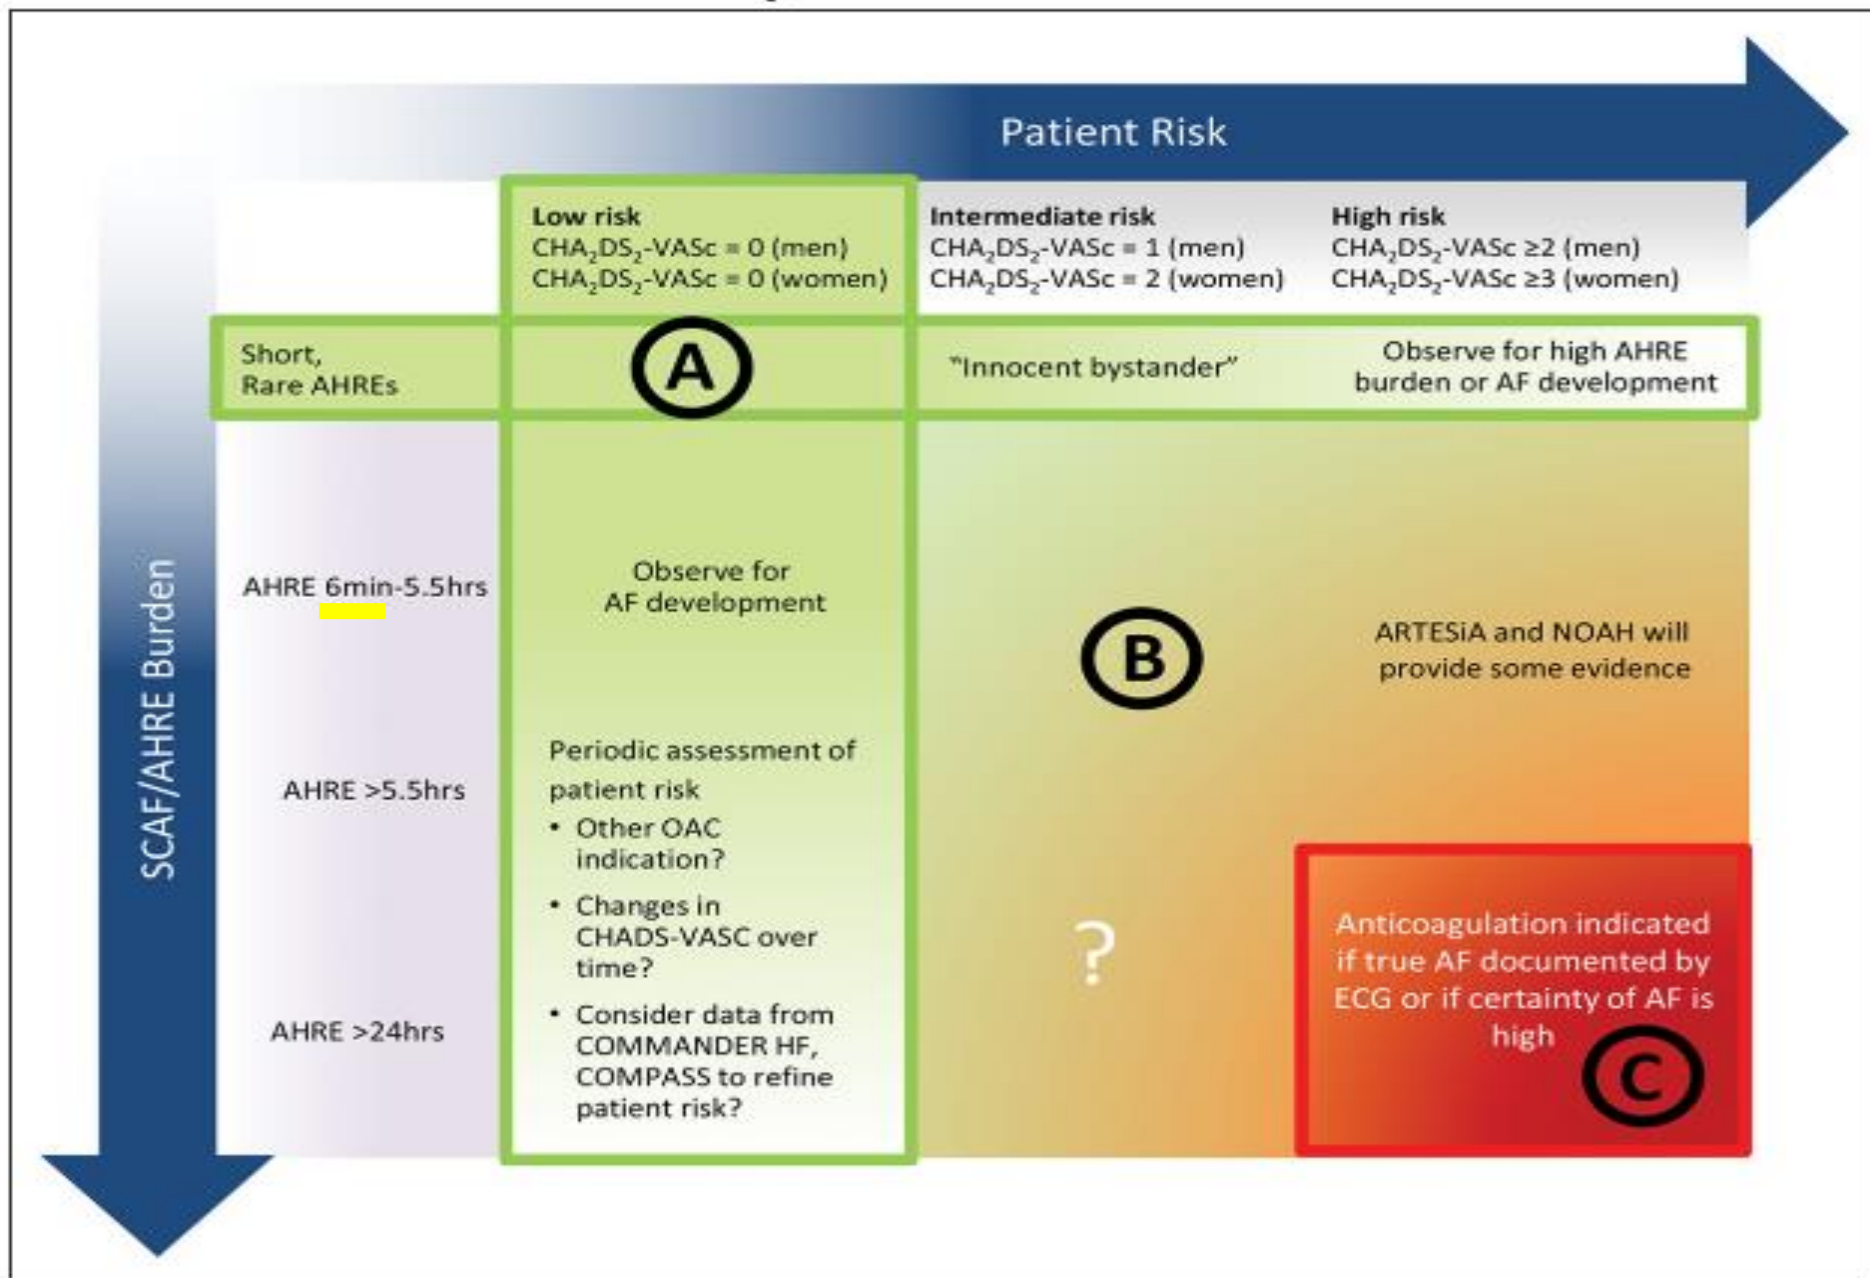 Patient Risk
Low risk
CHA₂DS₂-VASc = 0 (men)
CHA₂DS₂-VASc = 0 (women)
Intermediate risk
CHA₂DS₂-VASc = 1 (men)
CHA₂DS₂-VASc = 2 (women)
High risk
CHA₂DS₂-VASc ≥2 (men)
CHA₂DS₂-VASc ≥3 (women)
SCAF/AHRE Burden
Short,
Rare AHREs
A
"Innocent bystander"
Observe for high AHRE
burden or AF development
AHRE 6min-5.5hrs
Observe for
AF development
B
ARTESiA and NOAH will
provide some evidence
AHRE >5.5hrs
Periodic assessment of
patient risk
• Other OAC
indication?
• Changes in
CHADS-VASC over
time?
• Consider data from
COMMANDER HF,
COMPASS to refine
patient risk?
AHRE >24hrs
?
Anticoagulation indicated
if true AF documented by
ECG or if certainty of AF is
high
C